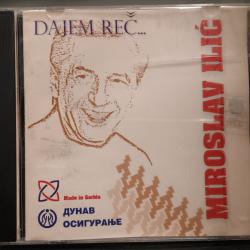 DAJEM REČ...
MIROSLAV ILIĆ
Made in Serbia
ДУНАВ
ОСИГУРАЊЕ